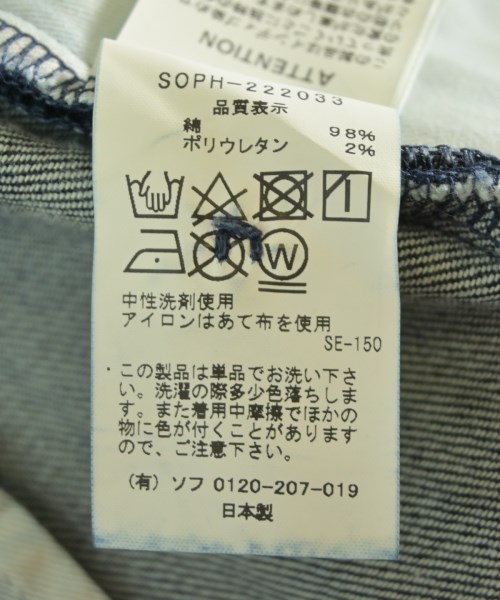 ATTENTION
SOPH-222033
品質表示
綿 98%
ポリウレタン 2%
W
中性洗剤使用
アイロンはあて布を使用
SE-150
・この製品は単品でお洗い下さ
い。洗濯の際多少色落ちしま
す。また着用中摩擦でほかの
物に色が付くことがあります
ので、ご注意下さい。
(有) ソフ 0120-207-019
日本製